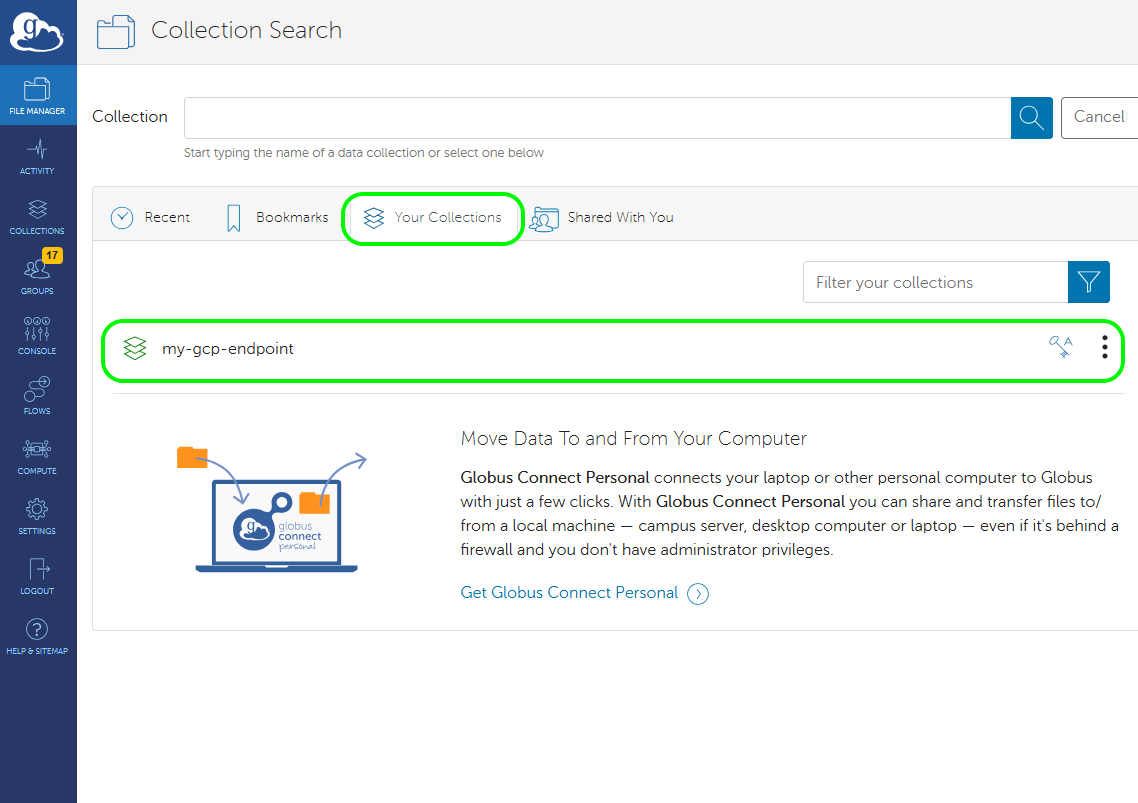 g
Collection Search
FILE MANAGER
ACTIVITY
COLLECTIONS
17
GROUPS
CONSOLE
FLOWS
COMPUTE
SETTINGS
LOGOUT
?
HELP & SITEMAP
Collection
Cancel
Start typing the name of a data collection or select one below
Recent
Bookmarks
Your Collections
Shared With You
Filter your collections
my-gcp-endpoint
A
g
globus
connect
personal
Move Data To and From Your Computer
Globus Connect Personal connects your laptop or other personal computer to Globus
with just a few clicks. With Globus Connect Personal you can share and transfer files to/
from a local machine — campus server, desktop computer or laptop — even if it's behind a
firewall and you don't have administrator privileges.
Get Globus Connect Personal